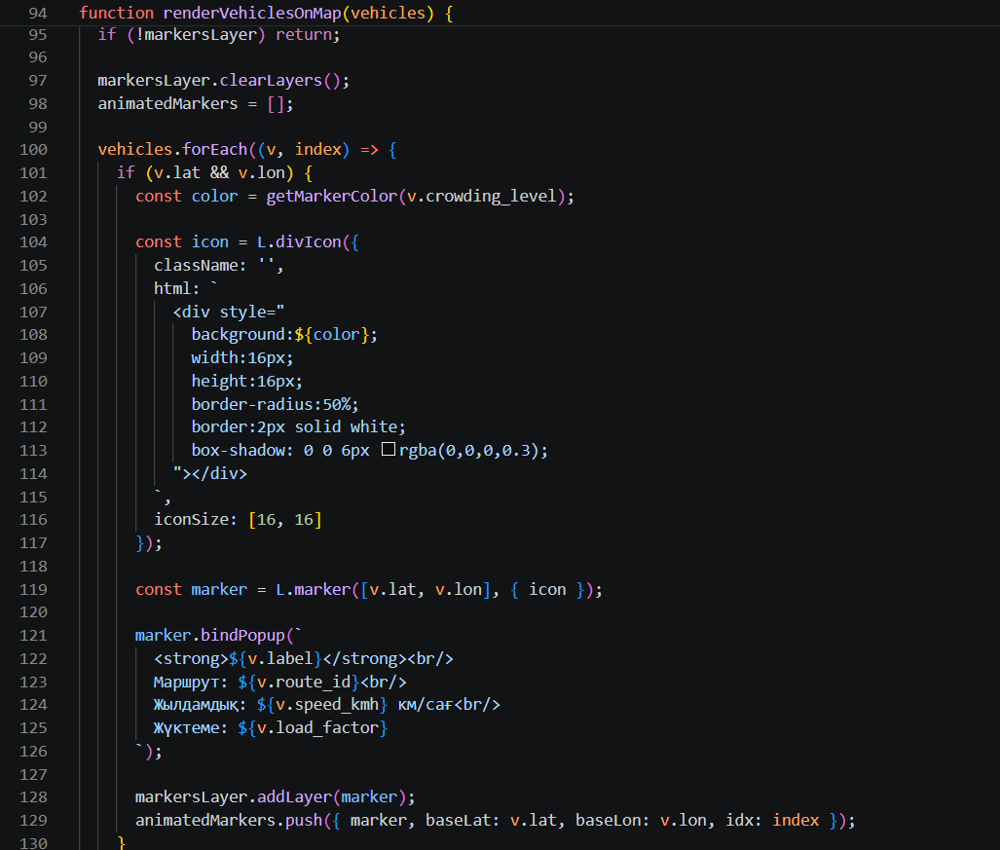 94 function renderVehiclesOnMap(vehicles) {
95 if (!markersLayer) return;
96
97 markersLayer.clearLayers();
98 animatedMarkers = [];
99
100 vehicles.forEach((v, index) => {
101 if (v.lat && v.lon) {
102 const color = getMarkerColor(v.crowding_level);
103
104 const icon = L.divIcon({
105 className: '',
106 html: `
107 <div style="
108 background:${color};
109 width:16px;
110 height:16px;
111 border-radius:50%;
112 border:2px solid white;
113 box-shadow: 0 0 6px rgba(0,0,0,0.3);
114 "></div>
115 `,
116 iconSize: [16, 16]
117 });
118
119 const marker = L.marker([v.lat, v.lon], { icon });
120
121 marker.bindPopup(`
122 <strong>${v.label}</strong><br/>
123 Маршрут: ${v.route_id}<br/>
124 Жылдамдық: ${v.speed_kmh} км/сағ<br/>
125 Жүктеме: ${v.load_factor}
126 `);
127
128 markersLayer.addLayer(marker);
129 animatedMarkers.push({ marker, baseLat: v.lat, baseLon: v.lon, idx: index });
130 }